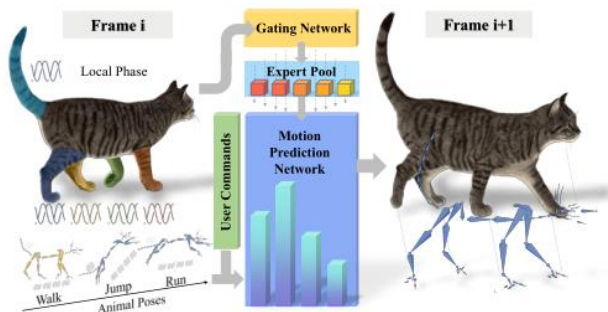 Frame i
Local Phase
Gating Network
Expert Pool
User Commands
Motion
Prediction
Network
Frame i+1
Walk
Jump
Run
Animal Poses